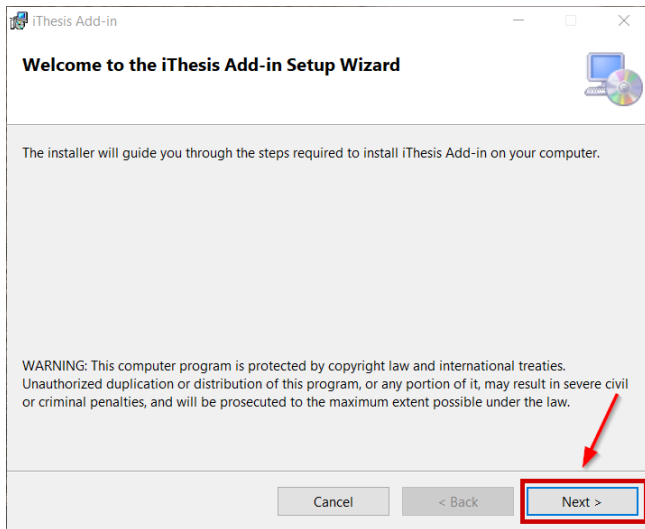 iThesis Add-in
Welcome to the iThesis Add-in Setup Wizard
The installer will guide you through the steps required to install iThesis Add-in on your computer.
WARNING: This computer program is protected by copyright law and international treaties.
Unauthorized duplication or distribution of this program, or any portion of it, may result in severe civil
or criminal penalties, and will be prosecuted to the maximum extent possible under the law.
Cancel < Back Next >